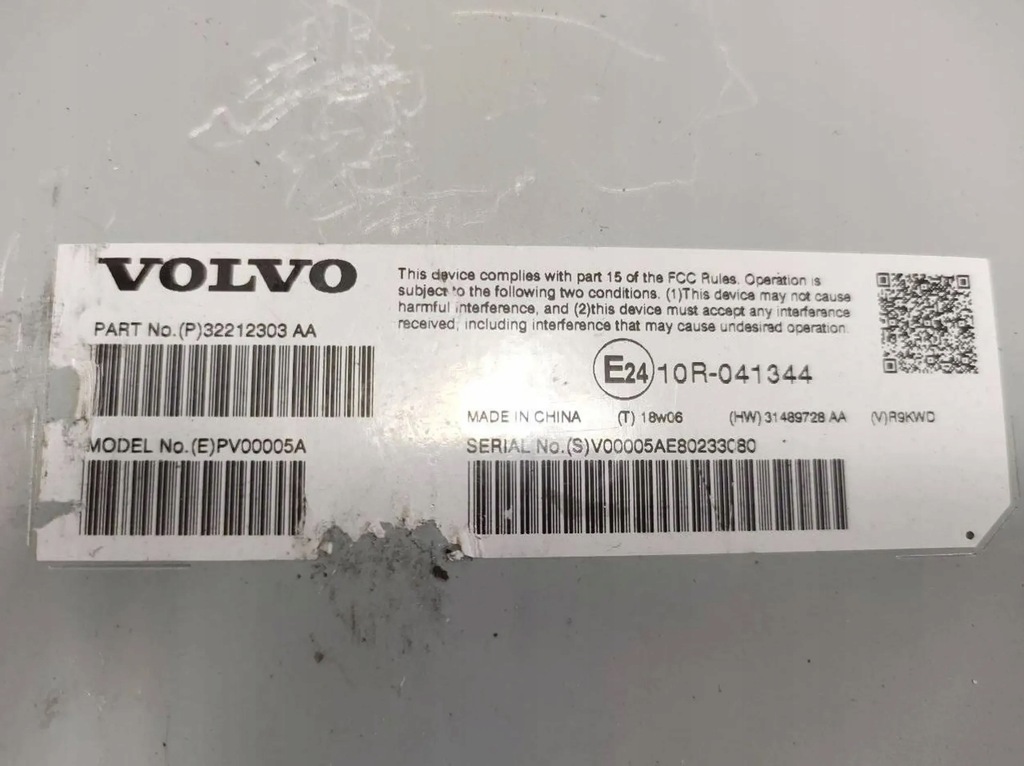 VOLVO
PART No.(P)32212303 AA
MODEL No.(E)PV00005A
This device complies with part 15 of the FCC Rules. Operation is
subject to the following two conditions. (1)This device may not cause
harmful interference, and (2)this device must accept any interference
received, including interference that may cause undesired operation.
E24 10R-041344
MADE IN CHINA (T) 18w06 (HW) 31489728 AA (V)R9KWD
SERIAL No.(S)V00005AE80233080